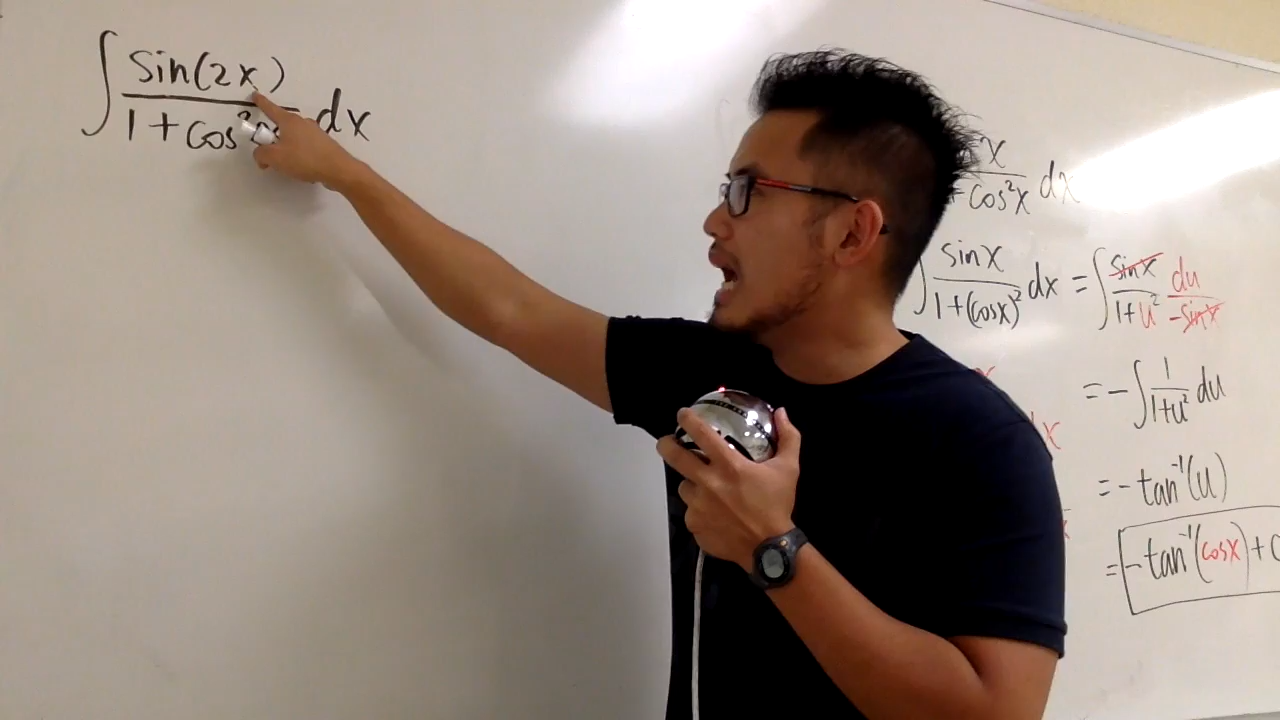 ∫ Sin(2x) / 1 + cos²x dx
x / + cos²x dx
∫ sinx / 1+(cosx)² dx = ∫ sinx / 1+u² du / -sinx
= -∫ 1 / 1+u² du
= -tan⁻¹(u)
= -tan⁻¹(cosx) + C